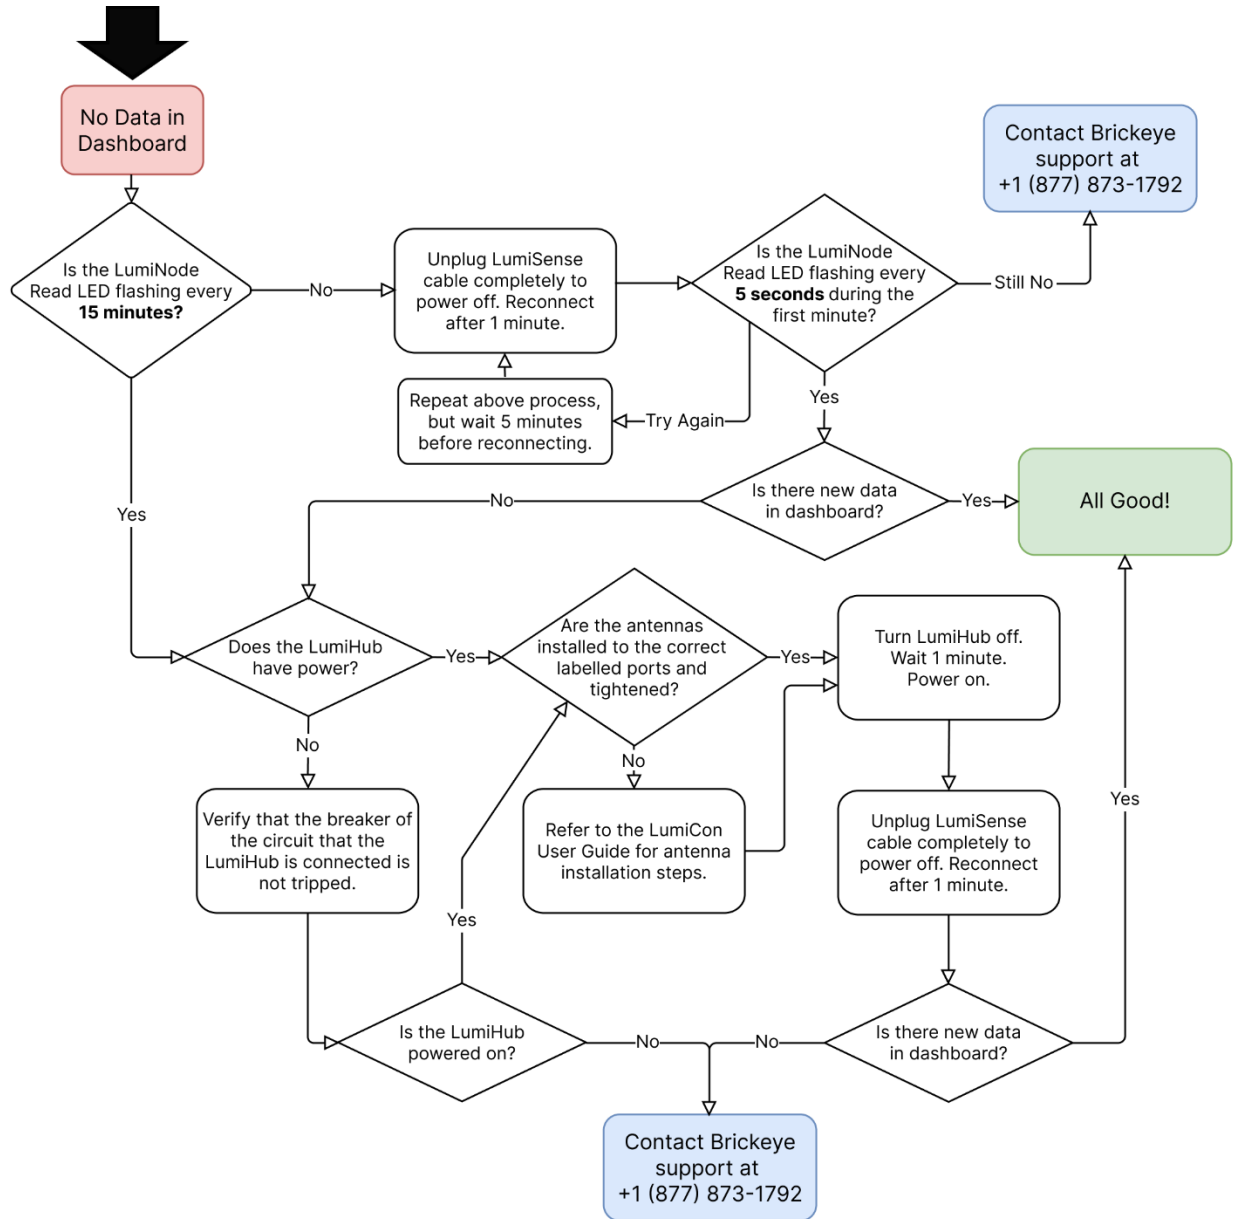 No Data in
Dashboard
Contact Brickeye
support at
+1 (877) 873-1792
Is the LumiNode
Read LED flashing every
15 minutes?
No
Unplug LumiSense
cable completely to
power off. Reconnect
after 1 minute.
Is the LumiNode
Read LED flashing every
5 seconds during the
first minute?
Still No
Repeat above process,
but wait 5 minutes
before reconnecting.
Try Again
Yes
Is there new data
in dashboard?
Yes
All Good!
No
Yes
Does the LumiHub
have power?
Yes
Are the antennas
installed to the correct
labelled ports and
tightened?
Yes
Turn LumiHub off.
Wait 1 minute.
Power on.
No
No
Verify that the breaker of
the circuit that the
LumiHub is connected is
not tripped.
Refer to the LumiCon
User Guide for antenna
installation steps.
Unplug LumiSense
cable completely to
power off. Reconnect
after 1 minute.
Yes
Yes
Is the LumiHub
powered on?
No
No
Is there new data
in dashboard?
Contact Brickeye
support at
+1 (877) 873-1792